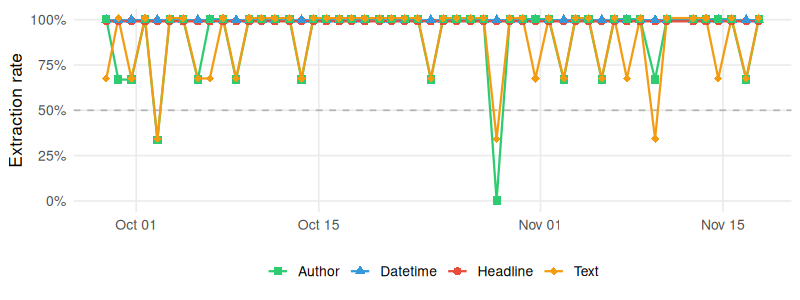 100%
75%
50%
25%
0%
Extraction rate
Oct 01
Oct 15
Nov 01
Nov 15
Author
Datetime
Headline
Text